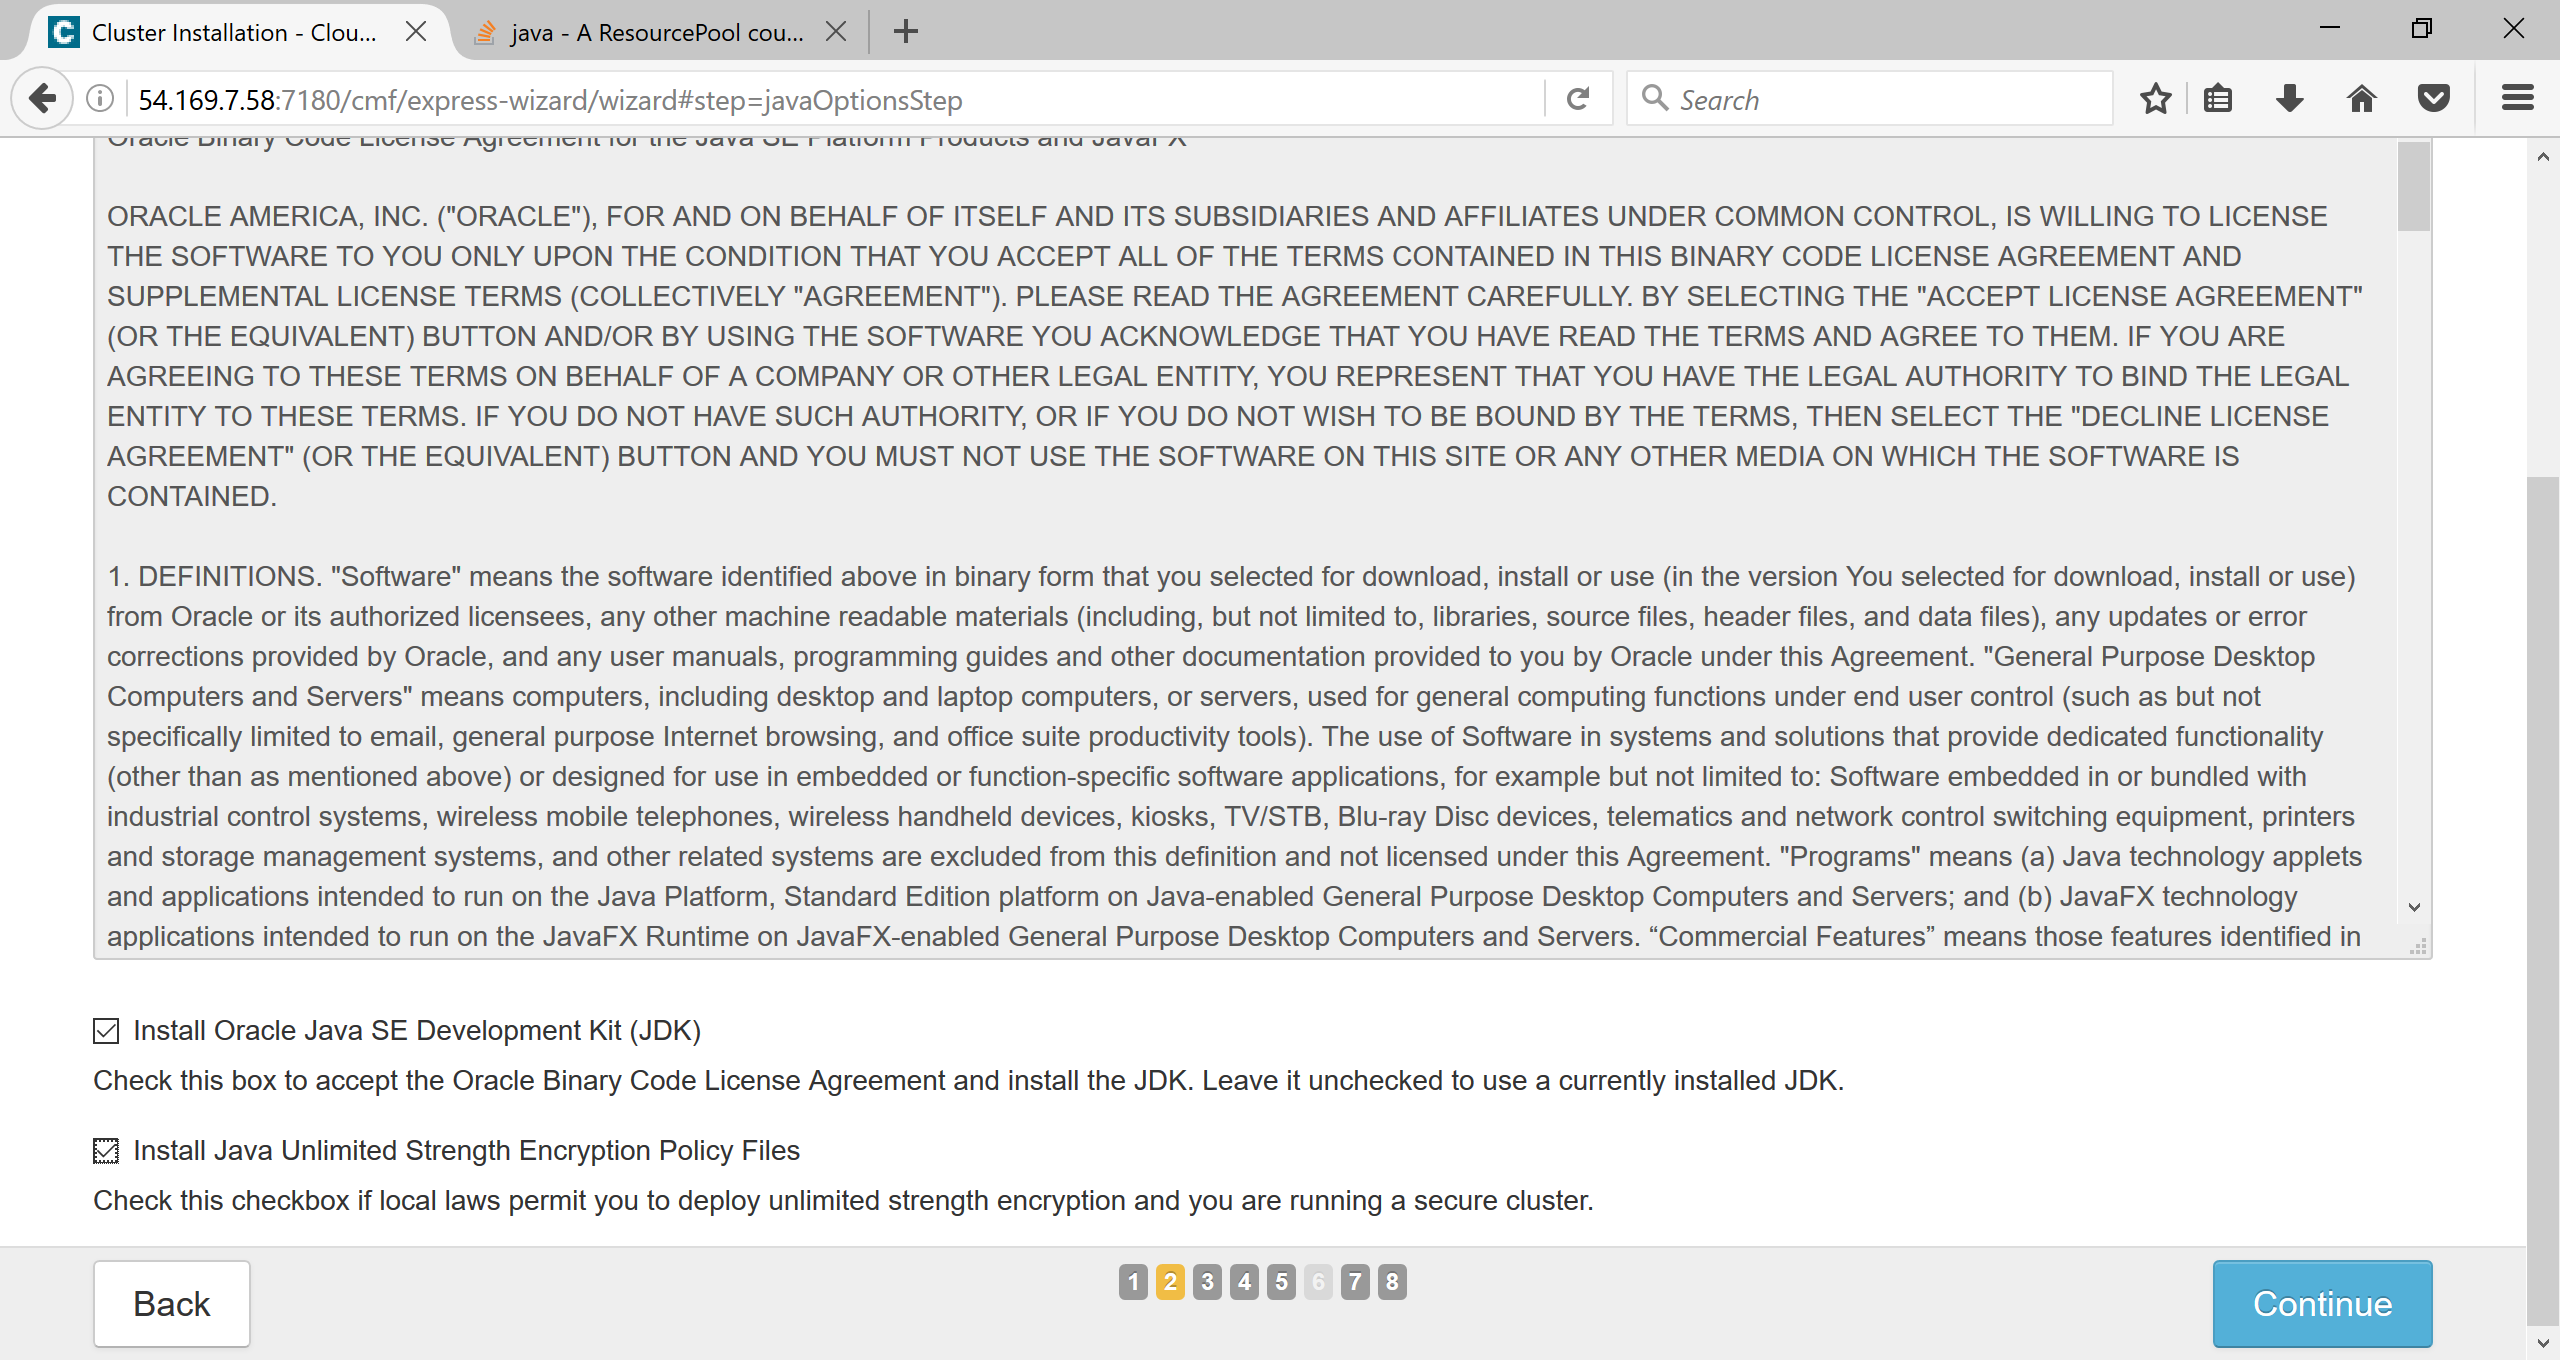 Cluster Installation - Clou...
java - A ResourcePool cou...
54.169.7.58:7180/cmf/express-wizard/wizard#step=javaOptionsStep
Search
Oracle Binary Code License Agreement for the Java SE Platform Products and JavaFX
ORACLE AMERICA, INC. ("ORACLE"), FOR AND ON BEHALF OF ITSELF AND ITS SUBSIDIARIES AND AFFILIATES UNDER COMMON CONTROL, IS WILLING TO LICENSE
THE SOFTWARE TO YOU ONLY UPON THE CONDITION THAT YOU ACCEPT ALL OF THE TERMS CONTAINED IN THIS BINARY CODE LICENSE AGREEMENT AND
SUPPLEMENTAL LICENSE TERMS (COLLECTIVELY "AGREEMENT"). PLEASE READ THE AGREEMENT CAREFULLY. BY SELECTING THE "ACCEPT LICENSE AGREEMENT"
(OR THE EQUIVALENT) BUTTON AND/OR BY USING THE SOFTWARE YOU ACKNOWLEDGE THAT YOU HAVE READ THE TERMS AND AGREE TO THEM. IF YOU ARE
AGREEING TO THESE TERMS ON BEHALF OF A COMPANY OR OTHER LEGAL ENTITY, YOU REPRESENT THAT YOU HAVE THE LEGAL AUTHORITY TO BIND THE LEGAL
ENTITY TO THESE TERMS. IF YOU DO NOT HAVE SUCH AUTHORITY, OR IF YOU DO NOT WISH TO BE BOUND BY THE TERMS, THEN SELECT THE "DECLINE LICENSE
AGREEMENT" (OR THE EQUIVALENT) BUTTON AND YOU MUST NOT USE THE SOFTWARE ON THIS SITE OR ANY OTHER MEDIA ON WHICH THE SOFTWARE IS
CONTAINED.
1. DEFINITIONS. "Software" means the software identified above in binary form that you selected for download, install or use (in the version You selected for download, install or use)
from Oracle or its authorized licensees, any other machine readable materials (including, but not limited to, libraries, source files, header files, and data files), any updates or error
corrections provided by Oracle, and any user manuals, programming guides and other documentation provided to you by Oracle under this Agreement. "General Purpose Desktop
Computers and Servers" means computers, including desktop and laptop computers, or servers, used for general computing functions under end user control (such as but not
specifically limited to email, general purpose Internet browsing, and office suite productivity tools). The use of Software in systems and solutions that provide dedicated functionality
(other than as mentioned above) or designed for use in embedded or function-specific software applications, for example but not limited to: Software embedded in or bundled with
industrial control systems, wireless mobile telephones, wireless handheld devices, kiosks, TV/STB, Blu-ray Disc devices, telematics and network control switching equipment, printers
and storage management systems, and other related systems are excluded from this definition and not licensed under this Agreement. "Programs" means (a) Java technology applets
and applications intended to run on the Java Platform, Standard Edition platform on Java-enabled General Purpose Desktop Computers and Servers; and (b) JavaFX technology
applications intended to run on the JavaFX Runtime on JavaFX-enabled General Purpose Desktop Computers and Servers. “Commercial Features” means those features identified in
Install Oracle Java SE Development Kit (JDK)
Check this box to accept the Oracle Binary Code License Agreement and install the JDK. Leave it unchecked to use a currently installed JDK.
Install Java Unlimited Strength Encryption Policy Files
Check this checkbox if local laws permit you to deploy unlimited strength encryption and you are running a secure cluster.
Back
1 2 3 4 5 6 7 8
Continue